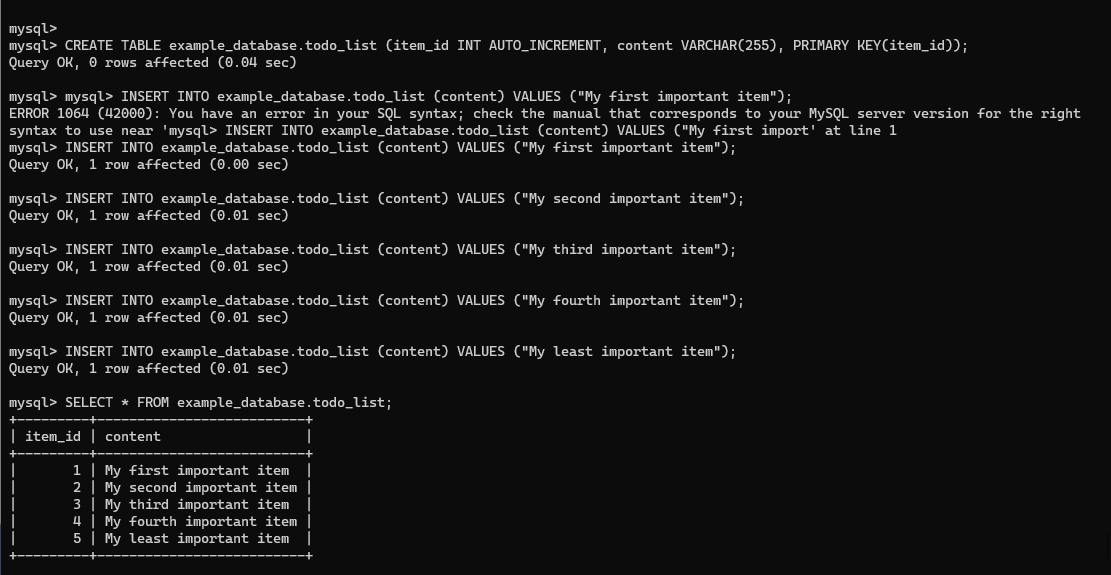 mysql>
mysql> CREATE TABLE example_database.todo_list (item_id INT AUTO_INCREMENT, content VARCHAR(255), PRIMARY KEY(item_id));
Query OK, 0 rows affected (0.04 sec)

mysql> mysql> INSERT INTO example_database.todo_list (content) VALUES ("My first important item");
ERROR 1064 (42000): You have an error in your SQL syntax; check the manual that corresponds to your MySQL server version for the right
syntax to use near 'mysql> INSERT INTO example_database.todo_list (content) VALUES ("My first import' at line 1
mysql> INSERT INTO example_database.todo_list (content) VALUES ("My first important item");
Query OK, 1 row affected (0.00 sec)

mysql> INSERT INTO example_database.todo_list (content) VALUES ("My second important item");
Query OK, 1 row affected (0.01 sec)

mysql> INSERT INTO example_database.todo_list (content) VALUES ("My third important item");
Query OK, 1 row affected (0.01 sec)

mysql> INSERT INTO example_database.todo_list (content) VALUES ("My fourth important item");
Query OK, 1 row affected (0.01 sec)

mysql> INSERT INTO example_database.todo_list (content) VALUES ("My least important item");
Query OK, 1 row affected (0.01 sec)

mysql> SELECT * FROM example_database.todo_list;
+---------+--------------------------+
| item_id | content                  |
+---------+--------------------------+
|       1 | My first important item  |
|       2 | My second important item |
|       3 | My third important item  |
|       4 | My fourth important item |
|       5 | My least important item  |
+---------+--------------------------+